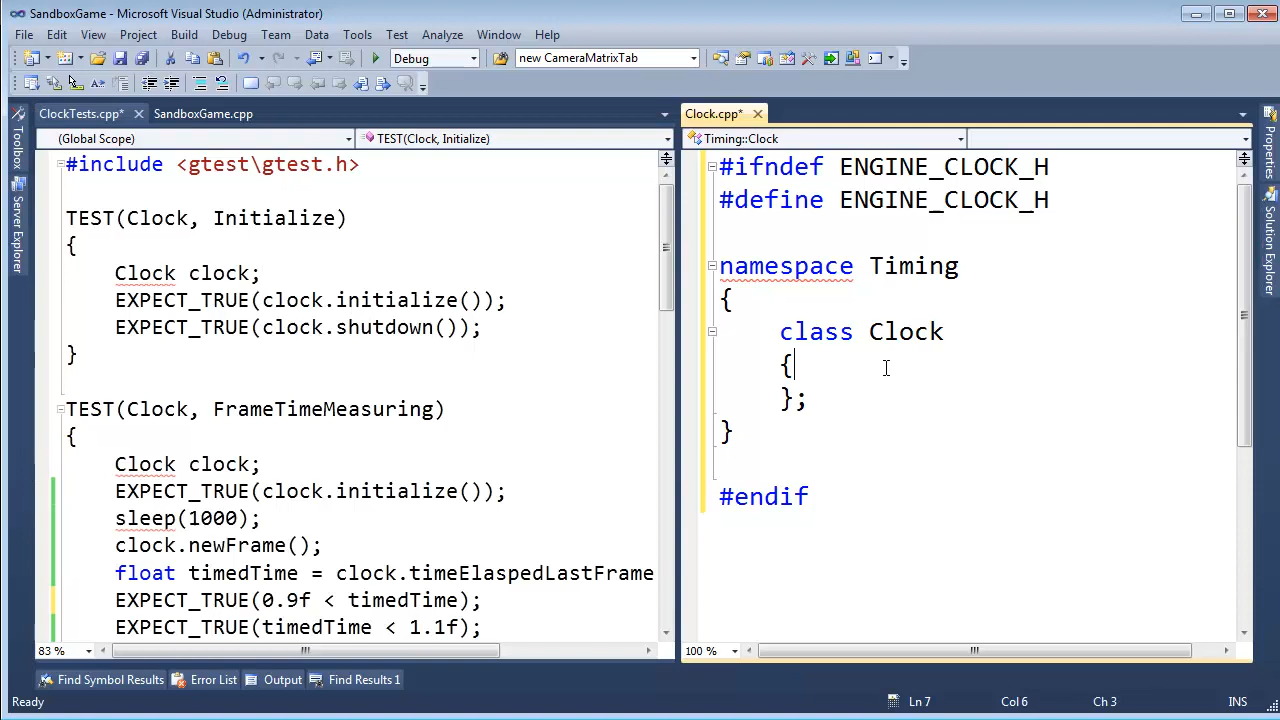 SandboxGame - Microsoft Visual Studio (Administrator)
File Edit View Project Build Debug Team Data Tools Test Analyze Window Help
Debug new CameraMatrixTab
ClockTests.cpp* SandboxGame.cpp
(Global Scope) TEST(Clock, Initialize)
#include <gtest\gtest.h>
TEST(Clock, Initialize)
{
Clock clock;
EXPECT_TRUE(clock.initialize());
EXPECT_TRUE(clock.shutdown());
}
TEST(Clock, FrameTimeMeasuring)
{
Clock clock;
EXPECT_TRUE(clock.initialize());
sleep(1000);
clock.newFrame();
float timedTime = clock.timeElaspedLastFrame
EXPECT_TRUE(0.9f < timedTime);
EXPECT_TRUE(timedTime < 1.1f);
83 %
Clock.cpp*
Timing::Clock
#ifndef ENGINE_CLOCK_H
#define ENGINE_CLOCK_H
namespace Timing
{
class Clock
{
};
}
#endif
100 %
Toolbox
Server Explorer
Properties
Solution Explorer
Find Symbol Results Error List Output Find Results 1
Ready Ln 7 Col 6 Ch 3 INS